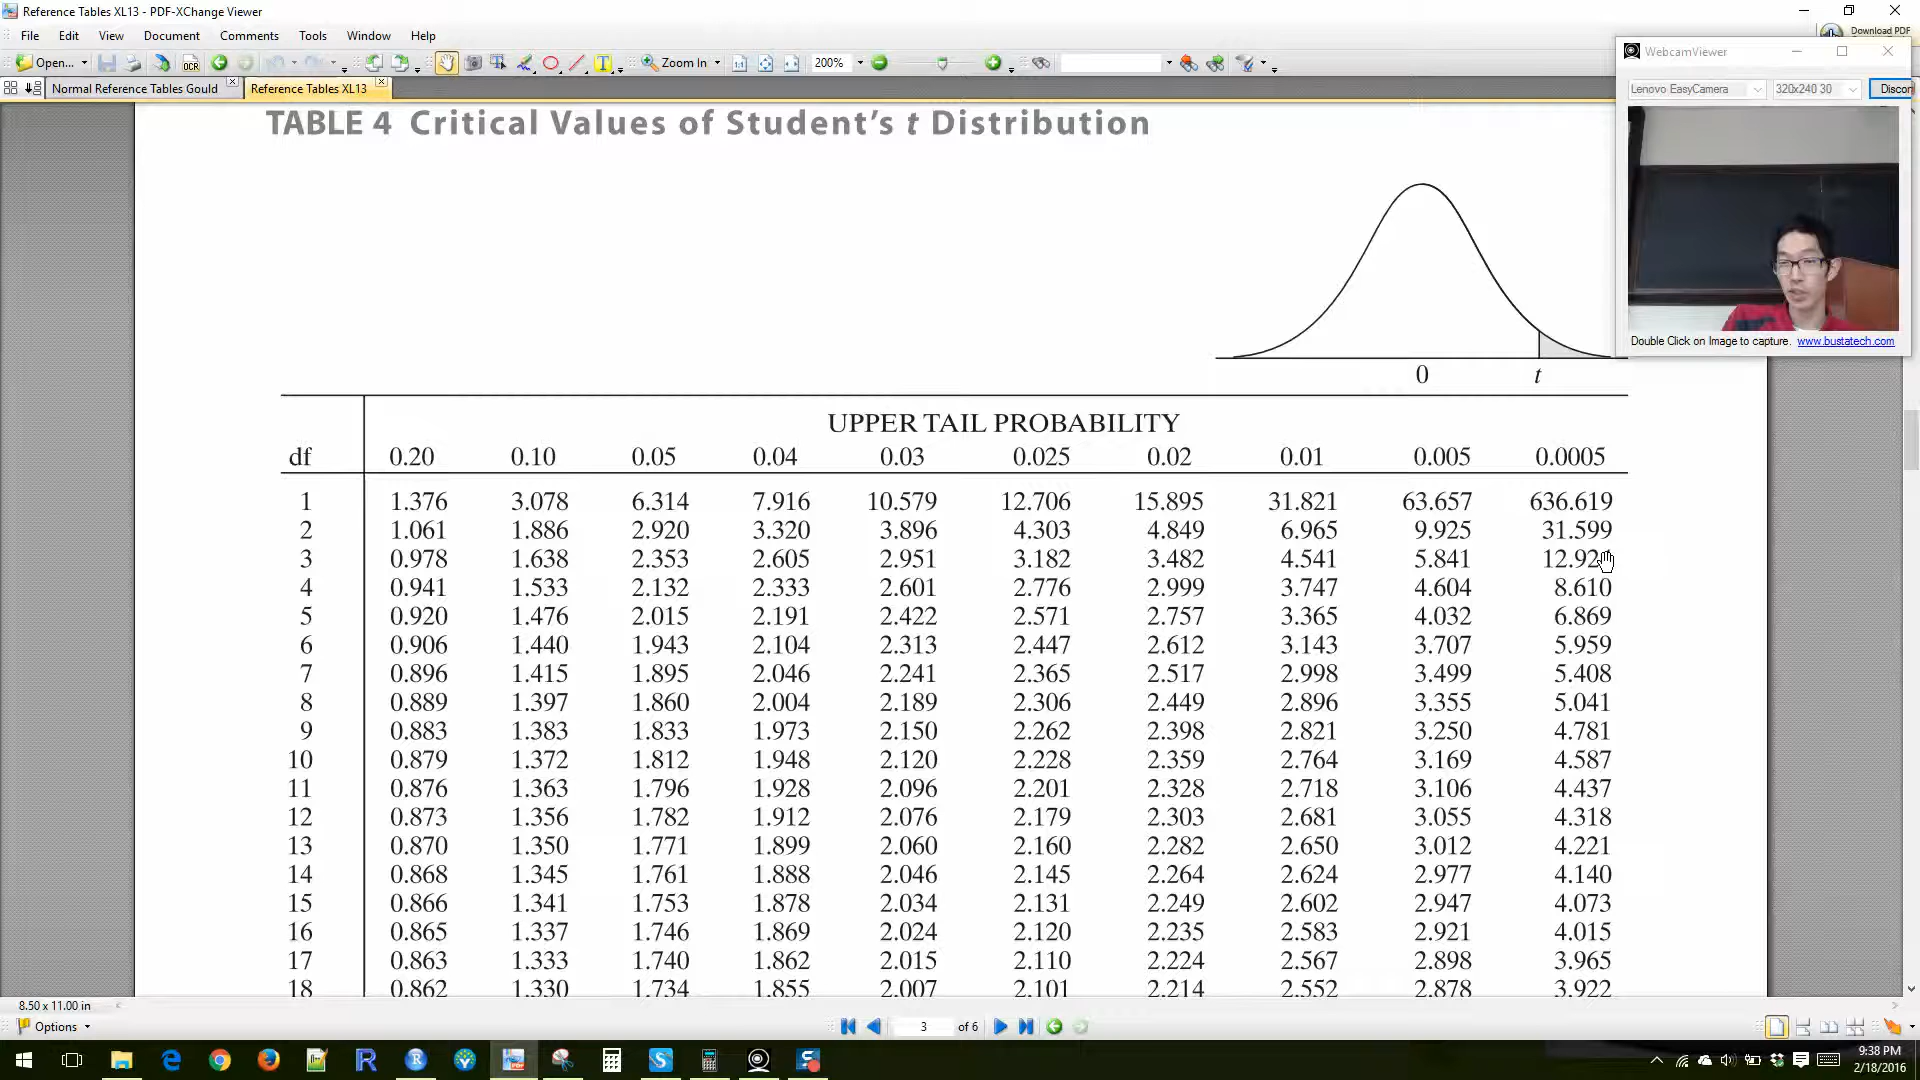 Reference Tables XL13 - PDF-XChange Viewer
File Edit View Document Comments Tools Window Help
Download PDF
Open... OCR Zoom In 200%
Normal Reference Tables Gould Reference Tables XL13
WebcamViewer
Lenovo EasyCamera 320x240 30 Discon
Double Click on Image to capture. www.bustatech.com
TABLE 4 Critical Values of Student's t Distribution
0 t
UPPER TAIL PROBABILITY
df 0.20 0.10 0.05 0.04 0.03 0.025 0.02 0.01 0.005 0.0005
1 1.376 3.078 6.314 7.916 10.579 12.706 15.895 31.821 63.657 636.619
2 1.061 1.886 2.920 3.320 3.896 4.303 4.849 6.965 9.925 31.599
3 0.978 1.638 2.353 2.605 2.951 3.182 3.482 4.541 5.841 12.92
4 0.941 1.533 2.132 2.333 2.601 2.776 2.999 3.747 4.604 8.610
5 0.920 1.476 2.015 2.191 2.422 2.571 2.757 3.365 4.032 6.869
6 0.906 1.440 1.943 2.104 2.313 2.447 2.612 3.143 3.707 5.959
7 0.896 1.415 1.895 2.046 2.241 2.365 2.517 2.998 3.499 5.408
8 0.889 1.397 1.860 2.004 2.189 2.306 2.449 2.896 3.355 5.041
9 0.883 1.383 1.833 1.973 2.150 2.262 2.398 2.821 3.250 4.781
10 0.879 1.372 1.812 1.948 2.120 2.228 2.359 2.764 3.169 4.587
11 0.876 1.363 1.796 1.928 2.096 2.201 2.328 2.718 3.106 4.437
12 0.873 1.356 1.782 1.912 2.076 2.179 2.303 2.681 3.055 4.318
13 0.870 1.350 1.771 1.899 2.060 2.160 2.282 2.650 3.012 4.221
14 0.868 1.345 1.761 1.888 2.046 2.145 2.264 2.624 2.977 4.140
15 0.866 1.341 1.753 1.878 2.034 2.131 2.249 2.602 2.947 4.073
16 0.865 1.337 1.746 1.869 2.024 2.120 2.235 2.583 2.921 4.015
17 0.863 1.333 1.740 1.862 2.015 2.110 2.224 2.567 2.898 3.965
18 0.862 1.330 1.734 1.855 2.007 2.101 2.214 2.552 2.878 3.922
8.50 x 11.00 in
Options 3 of 6
9:38 PM
2/18/2016